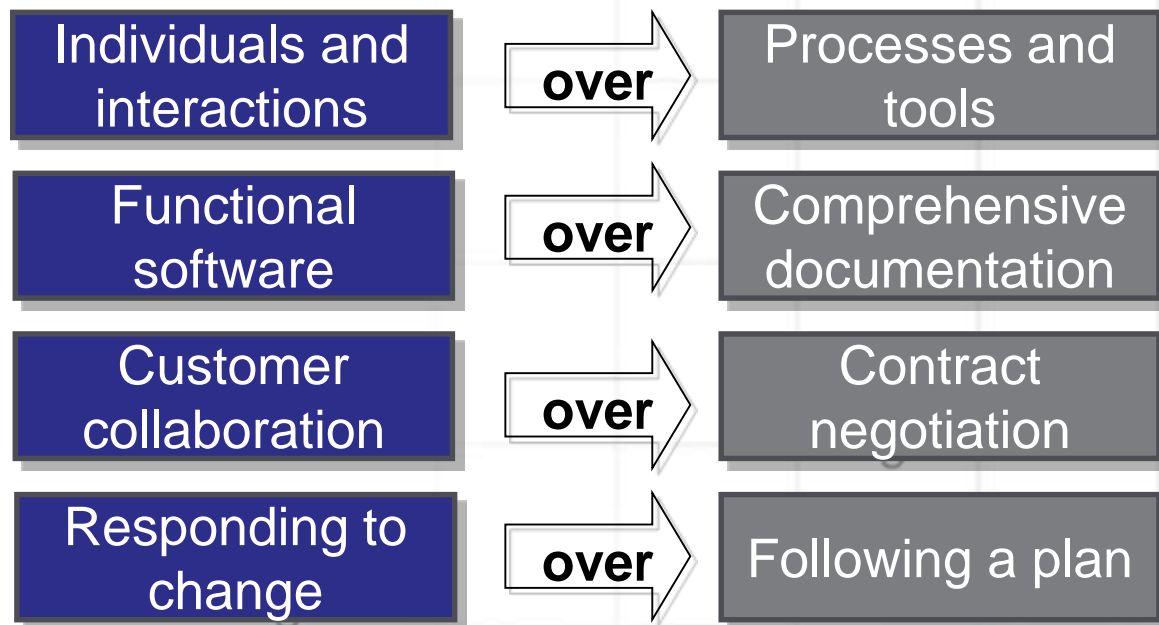 Individuals and
interactions
over
Processes and
tools
Functional
software
over
Comprehensive
documentation
Customer
collaboration
over
Contract
negotiation
Responding to
change
over
Following a plan